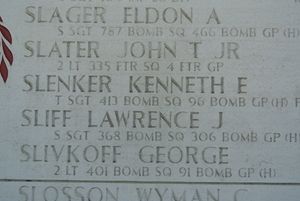 SLAGER ELDON A
S SGT 787 BOMB SQ 466 BOMB GP (H)
SLATER JOHN T JR
2 LT 335 FTR SQ 4 FTR GP
SLENKER KENNETH E
T SGT 413 BOMB SQ 96 BOMB GP (H)
SLIFF LAWRENCE J
S SGT 368 BOMB SQ 306 BOMB GP (H)
SLIVKOFF GEORGE
2 LT 401 BOMB SQ 91 BOMB GP (H)
SLOSSON WYMAN C